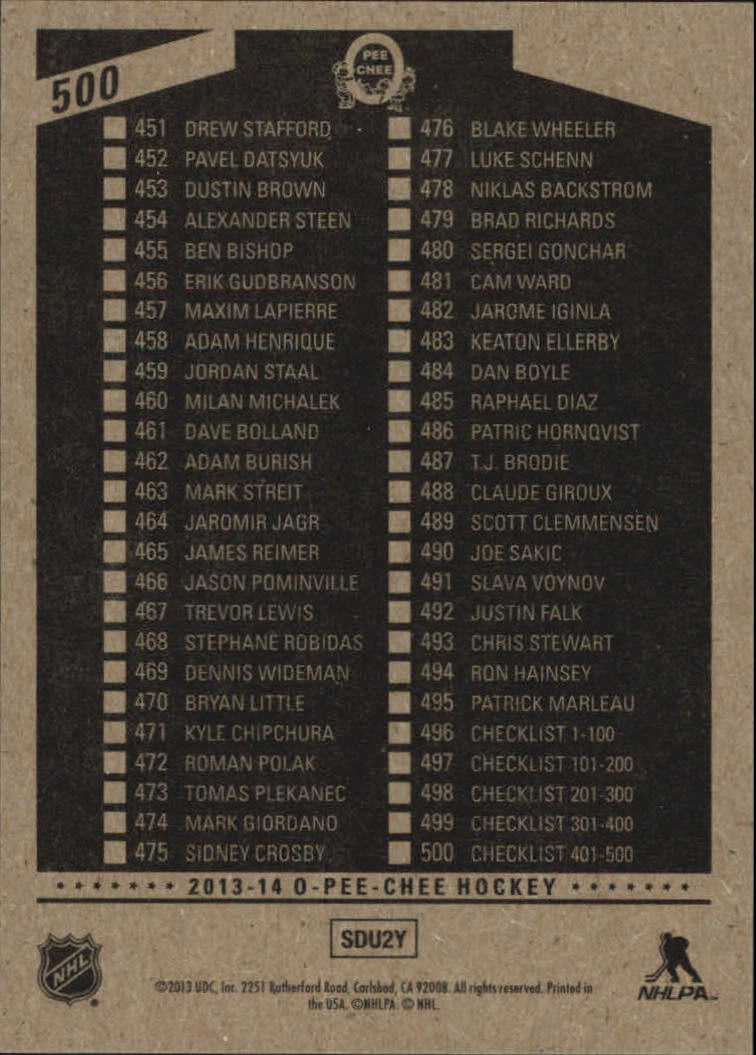 500
PEE
CHEE
451 DREW STAFFORD
452 PAVEL DATSYUK
453 DUSTIN BROWN
454 ALEXANDER STEEN
455 BEN BISHOP
456 ERIK GUDBRANSON
457 MAXIM LAPIERRE
458 ADAM HENRIQUE
459 JORDAN STAAL
460 MILAN MICHALEK
461 DAVE BOLLAND
462 ADAM BURISH
463 MARK STREIT
464 JAROMIR JAGR
465 JAMES REIMER
466 JASON POMINVILLE
467 TREVOR LEWIS
468 STEPHANE ROBIDAS
469 DENNIS WIDEMAN
470 BRYAN LITTLE
471 KYLE CHIPCHURA
472 ROMAN POLAK
473 TOMAS PLEKANEC
474 MARK GIORDANO
475 SIDNEY CROSBY
476 BLAKE WHEELER
477 LUKE SCHENN
478 NIKLAS BACKSTROM
479 BRAD RICHARDS
480 SERGEI GONCHAR
481 CAM WARD
482 JAROME IGINLA
483 KEATON ELLERBY
484 DAN BOYLE
485 RAPHAEL DIAZ
486 PATRIC HORNQVIST
487 T.J. BRODIE
488 CLAUDE GIROUX
489 SCOTT CLEMMENSEN
490 JOE SAKIC
491 SLAVA VOYNOV
492 JUSTIN FALK
493 CHRIS STEWART
494 RON HAINSEY
495 PATRICK MARLEAU
496 CHECKLIST 1-100
497 CHECKLIST 101-200
498 CHECKLIST 201-300
499 CHECKLIST 301-400
500 CHECKLIST 401-500
2013-14 O-PEE-CHEE HOCKEY
SDU2Y
NHL
©2013 UDC, Inc. 2251 Rutherford Road, Carlsbad, CA 92008. All rights reserved. Printed in
the USA. ©NHLPA. © NHL.
NHLPA